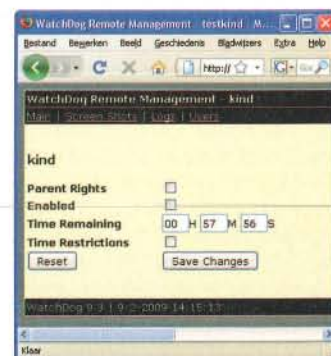 WatchDog Remote Management - testkind M...
Bestand Bewerken Beeld Geschiedenis Bladwijzers Extra Help
http://
WatchDog Remote Management - kind
Main | Screen Shots | Logs | Users
kind
Parent Rights
Enabled
Time Remaining 00 H 57 M 56 S
Time Restrictions
Reset Save Changes
WatchDog 9.3 | 9-2-2009 14:15:13
Klaar